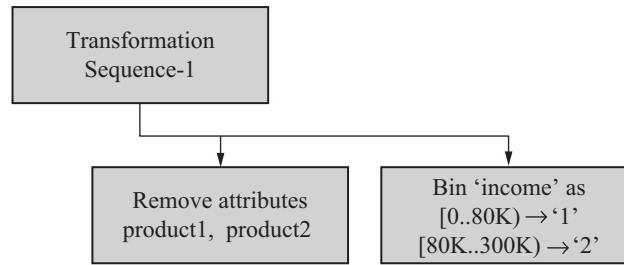 Transformation
Sequence-1
Remove attributes
product1, product2
Bin ‘income’ as
[0..80K) → ‘1’
[80K..300K) → ‘2’